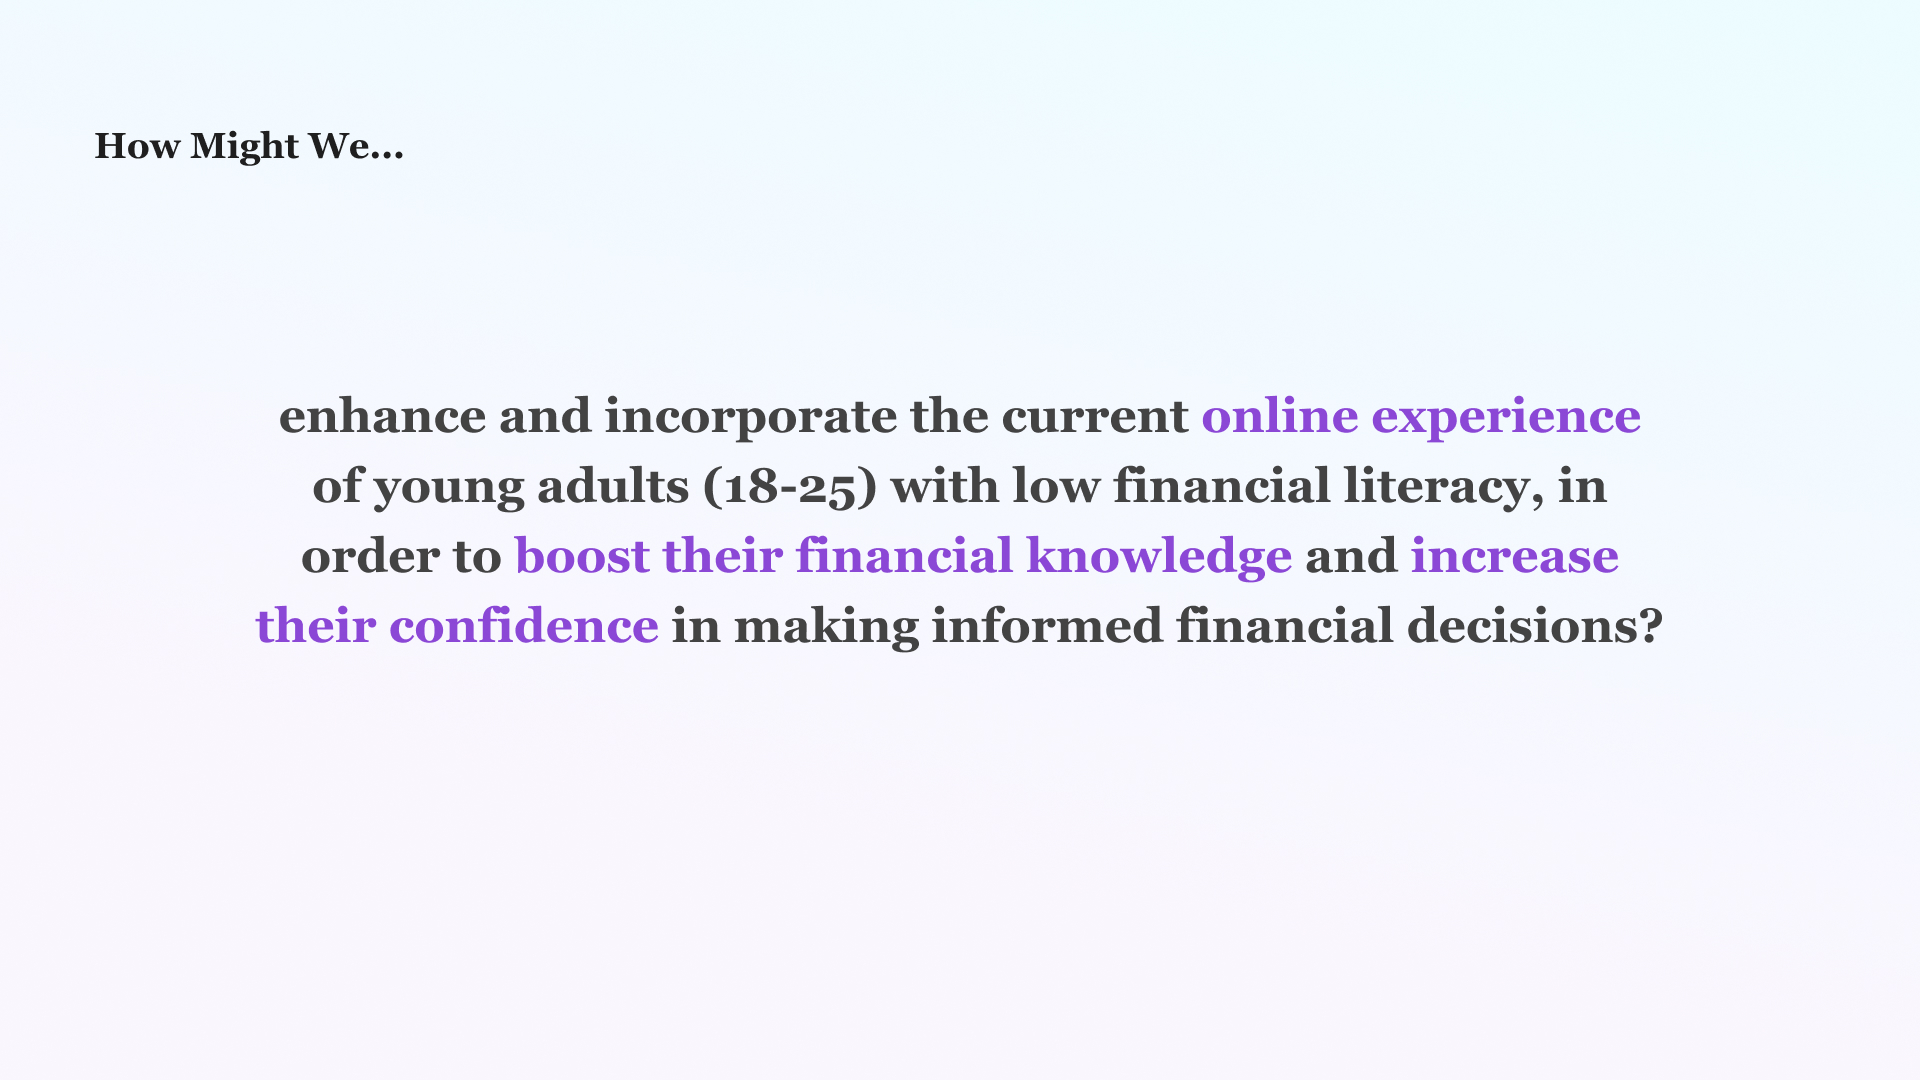 How Might We...
enhance and incorporate the current online experience
of young adults (18-25) with low financial literacy, in
order to boost their financial knowledge and increase
their confidence in making informed financial decisions?